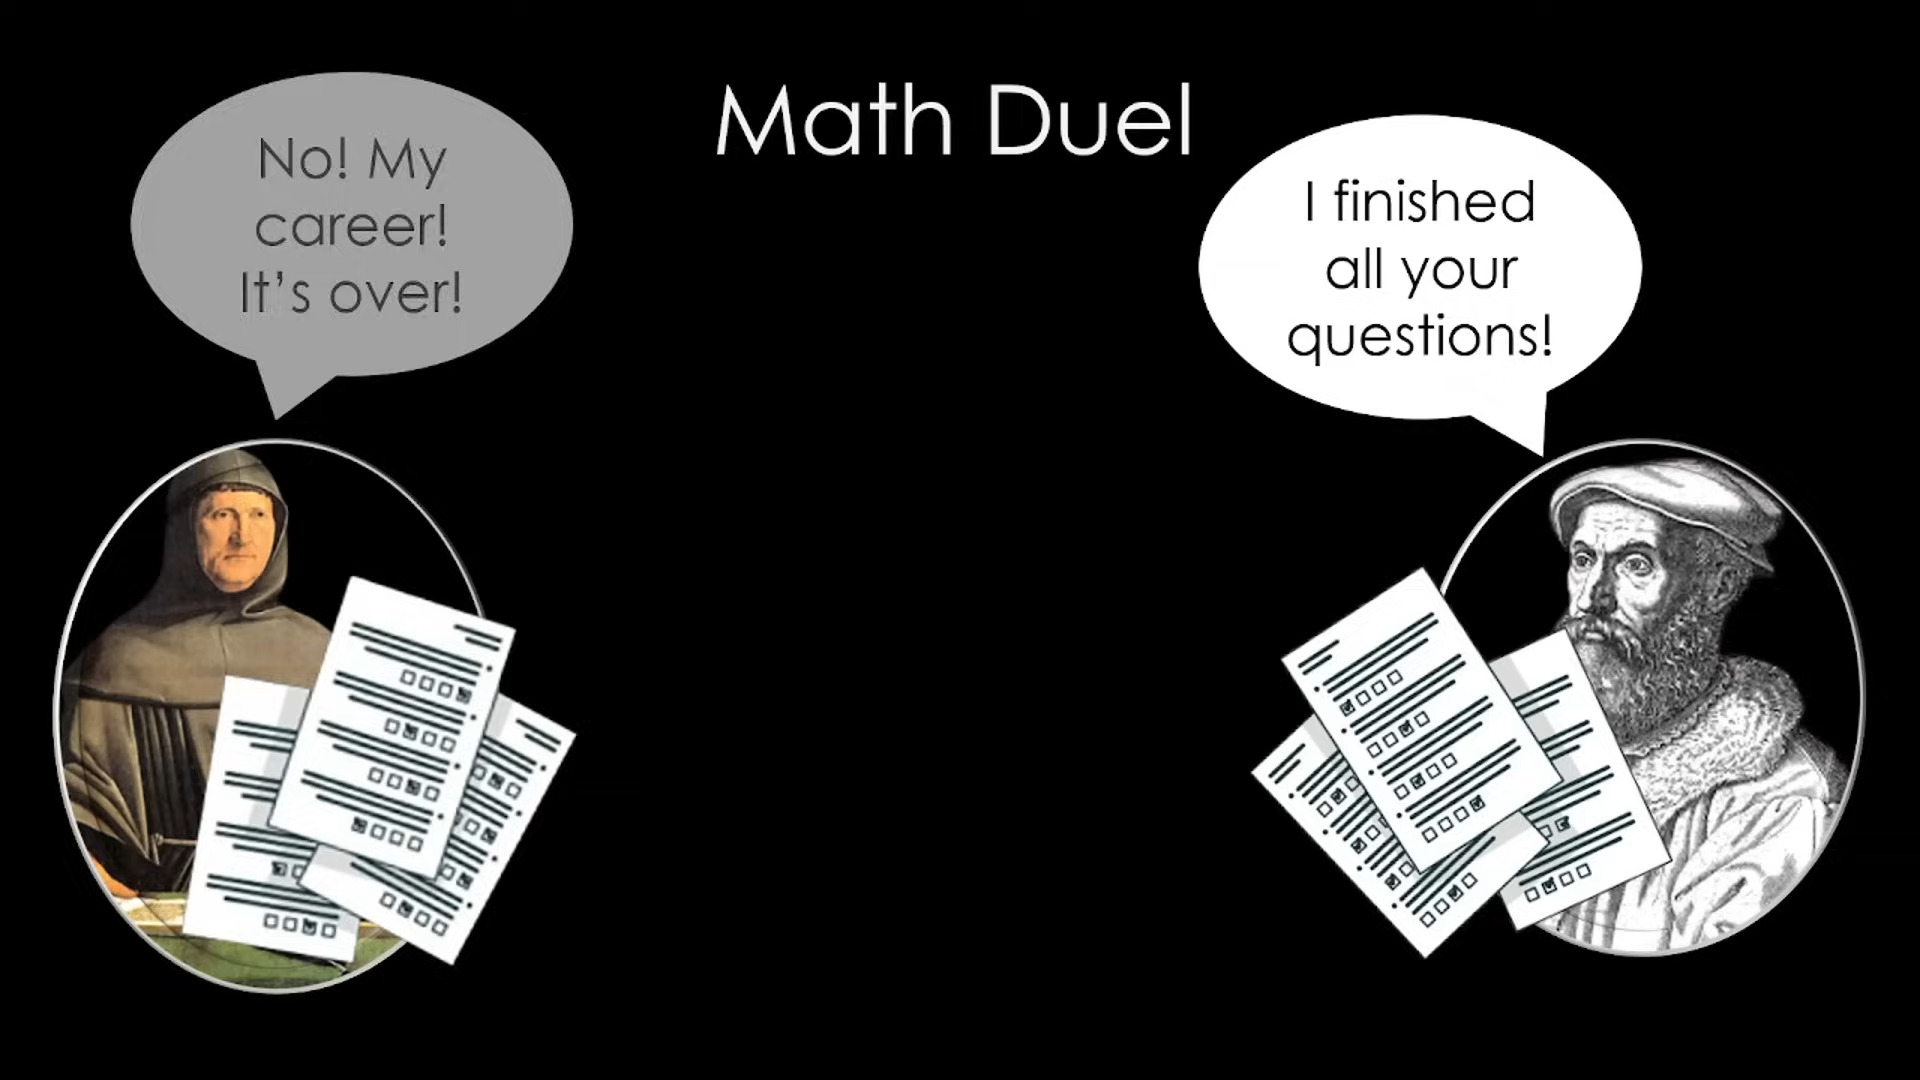 Math Duel
No! My
career!
It's over!
I finished
all your
questions!